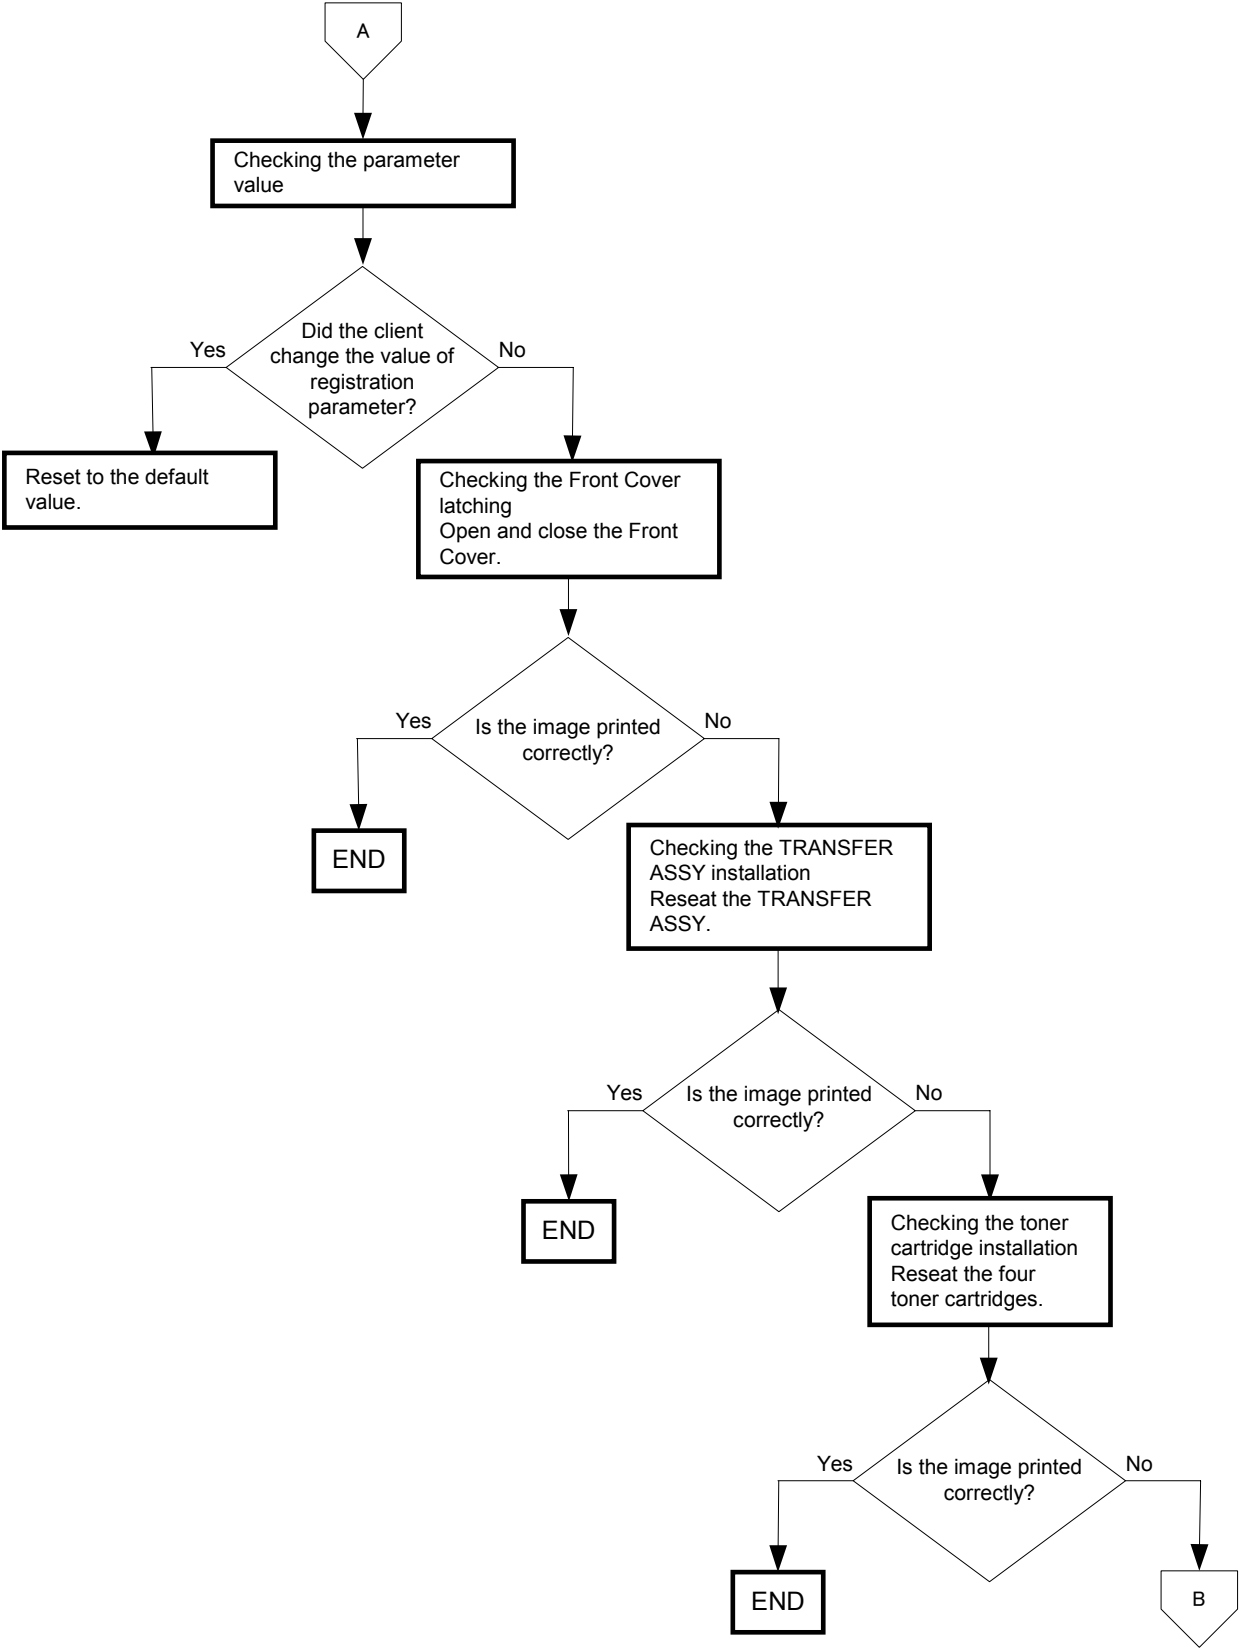 A
Checking the parameter
value
Did the client
change the value of
registration
parameter?
Yes
No
Reset to the default
value.
Checking the Front Cover
latching
Open and close the Front
Cover.
Yes
Is the image printed
correctly?
No
END
Checking the TRANSFER
ASSY installation
Reseat the TRANSFER
ASSY.
Yes
Is the image printed
correctly?
No
END
Checking the toner
cartridge installation
Reseat the four
toner cartridges.
Yes
Is the image printed
correctly?
No
END
B